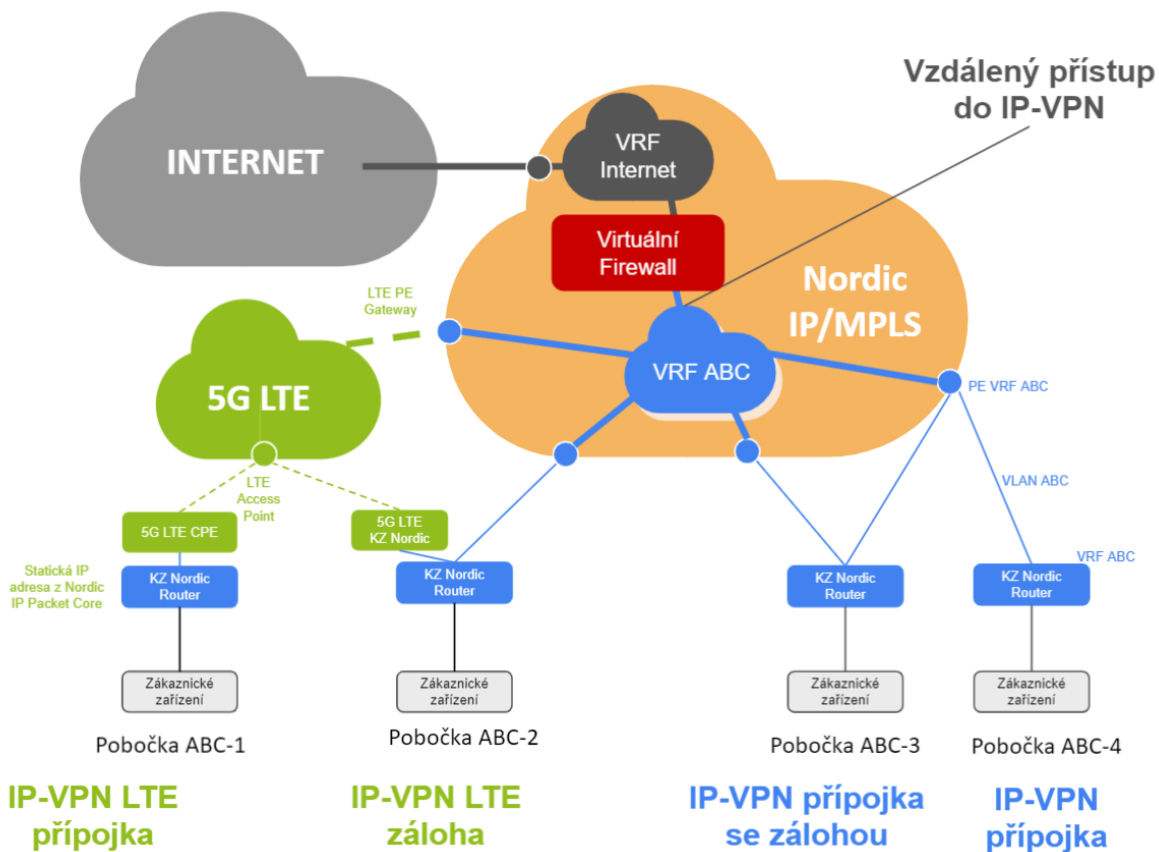 Vzdálený přístup
do IP-VPN
INTERNET
VRF
Internet
Virtuální
Firewall
Nordic
IP/MPLS
LTE PE
Gateway
5G LTE
VRF ABC
PE VRF ABC
LTE
Access
Point
VLAN ABC
5G LTE CPE
5G LTE
KZ Nordic
VRF ABC
Statická IP
adresa z Nordic
IP Packet Core
KZ Nordic
Router
KZ Nordic
Router
KZ Nordic
Router
KZ Nordic
Router
Zákaznické
zařízení
Zákaznické
zařízení
Zákaznické
zařízení
Zákaznické
zařízení
Pobočka ABC-1
Pobočka ABC-2
Pobočka ABC-3
Pobočka ABC-4
IP-VPN LTE
přípojka
IP-VPN LTE
záloha
IP-VPN přípojka
se zálohou
IP-VPN
přípojka